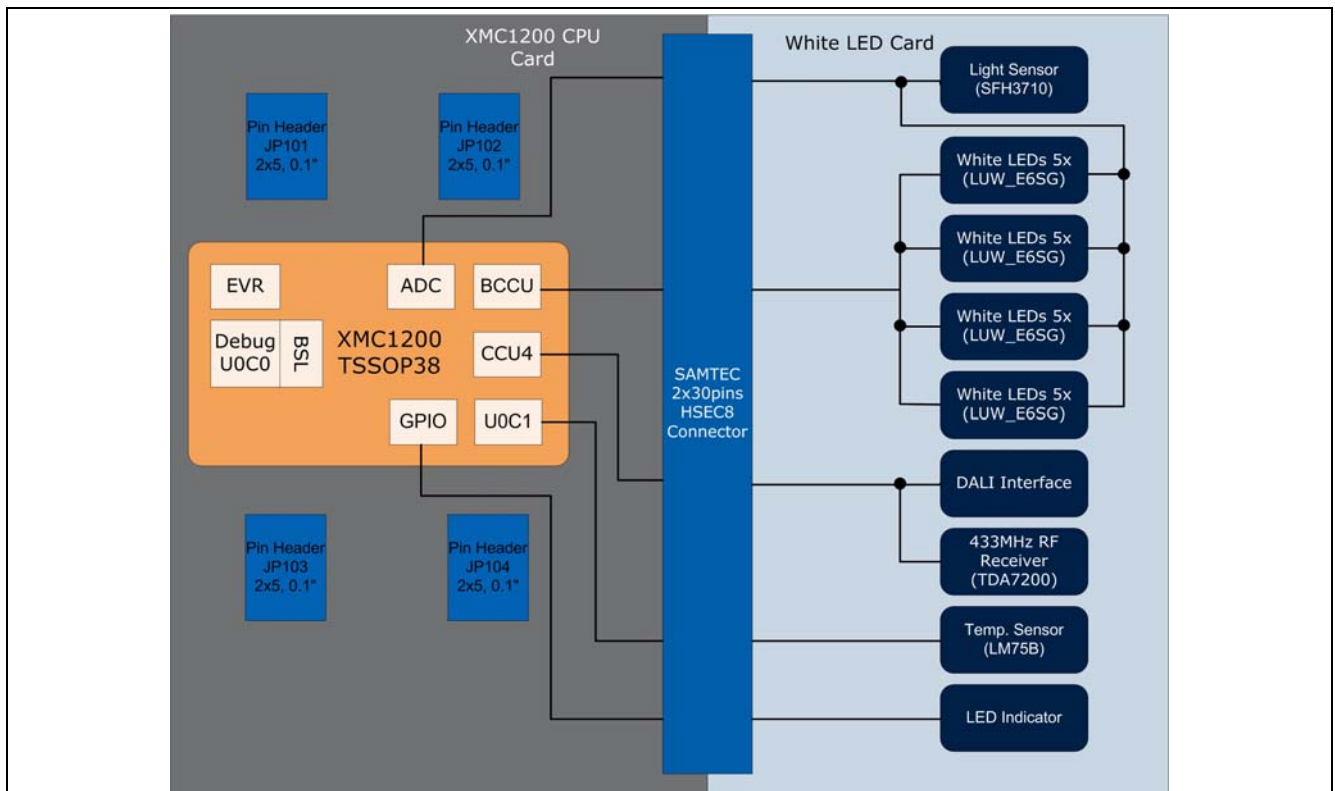 XMC1200 CPU
Card
White LED Card
Pin Header
JP101
2x5, 0.1"
Pin Header
JP102
2x5, 0.1"
EVR
ADC
BCCU
Debug
U0C0
BSL
XMC1200
TSSOP38
CCU4
GPIO
U0C1
Pin Header
JP103
2x5, 0.1"
Pin Header
JP104
2x5, 0.1"
SAMTEC
2x30pins
HSEC8
Connector
Light Sensor
(SFH3710)
White LEDs 5x
(LUW_E6SG)
White LEDs 5x
(LUW_E6SG)
White LEDs 5x
(LUW_E6SG)
White LEDs 5x
(LUW_E6SG)
DALI Interface
433MHz RF
Receiver
(TDA7200)
Temp. Sensor
(LM75B)
LED Indicator